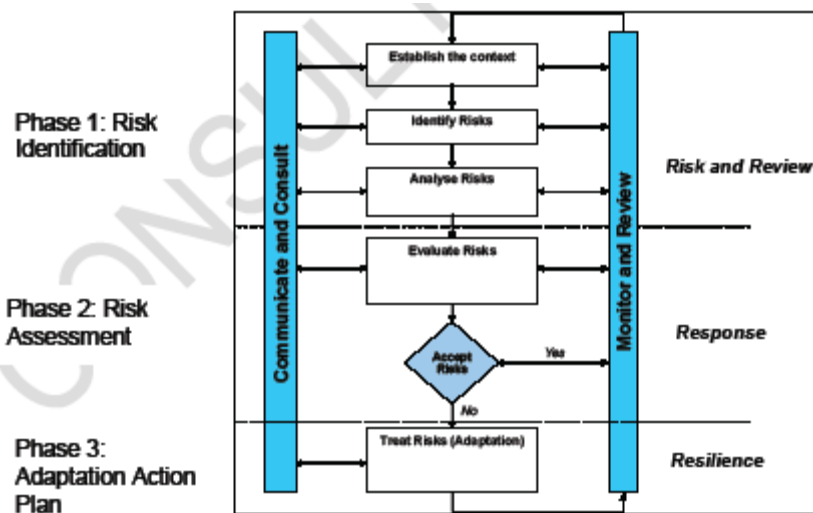 CONSULT
Establish the context
Phase 1: Risk
Identification
Identify Risks
Analyse Risks
Risk and Review
Communicate and Consult
Monitor and Review
Evaluate Risks
Phase 2: Risk
Assessment
Accept
Risks
Yes
Response
No
Phase 3:
Adaptation Action
Plan
Treat Risks (Adaptation)
Resilience